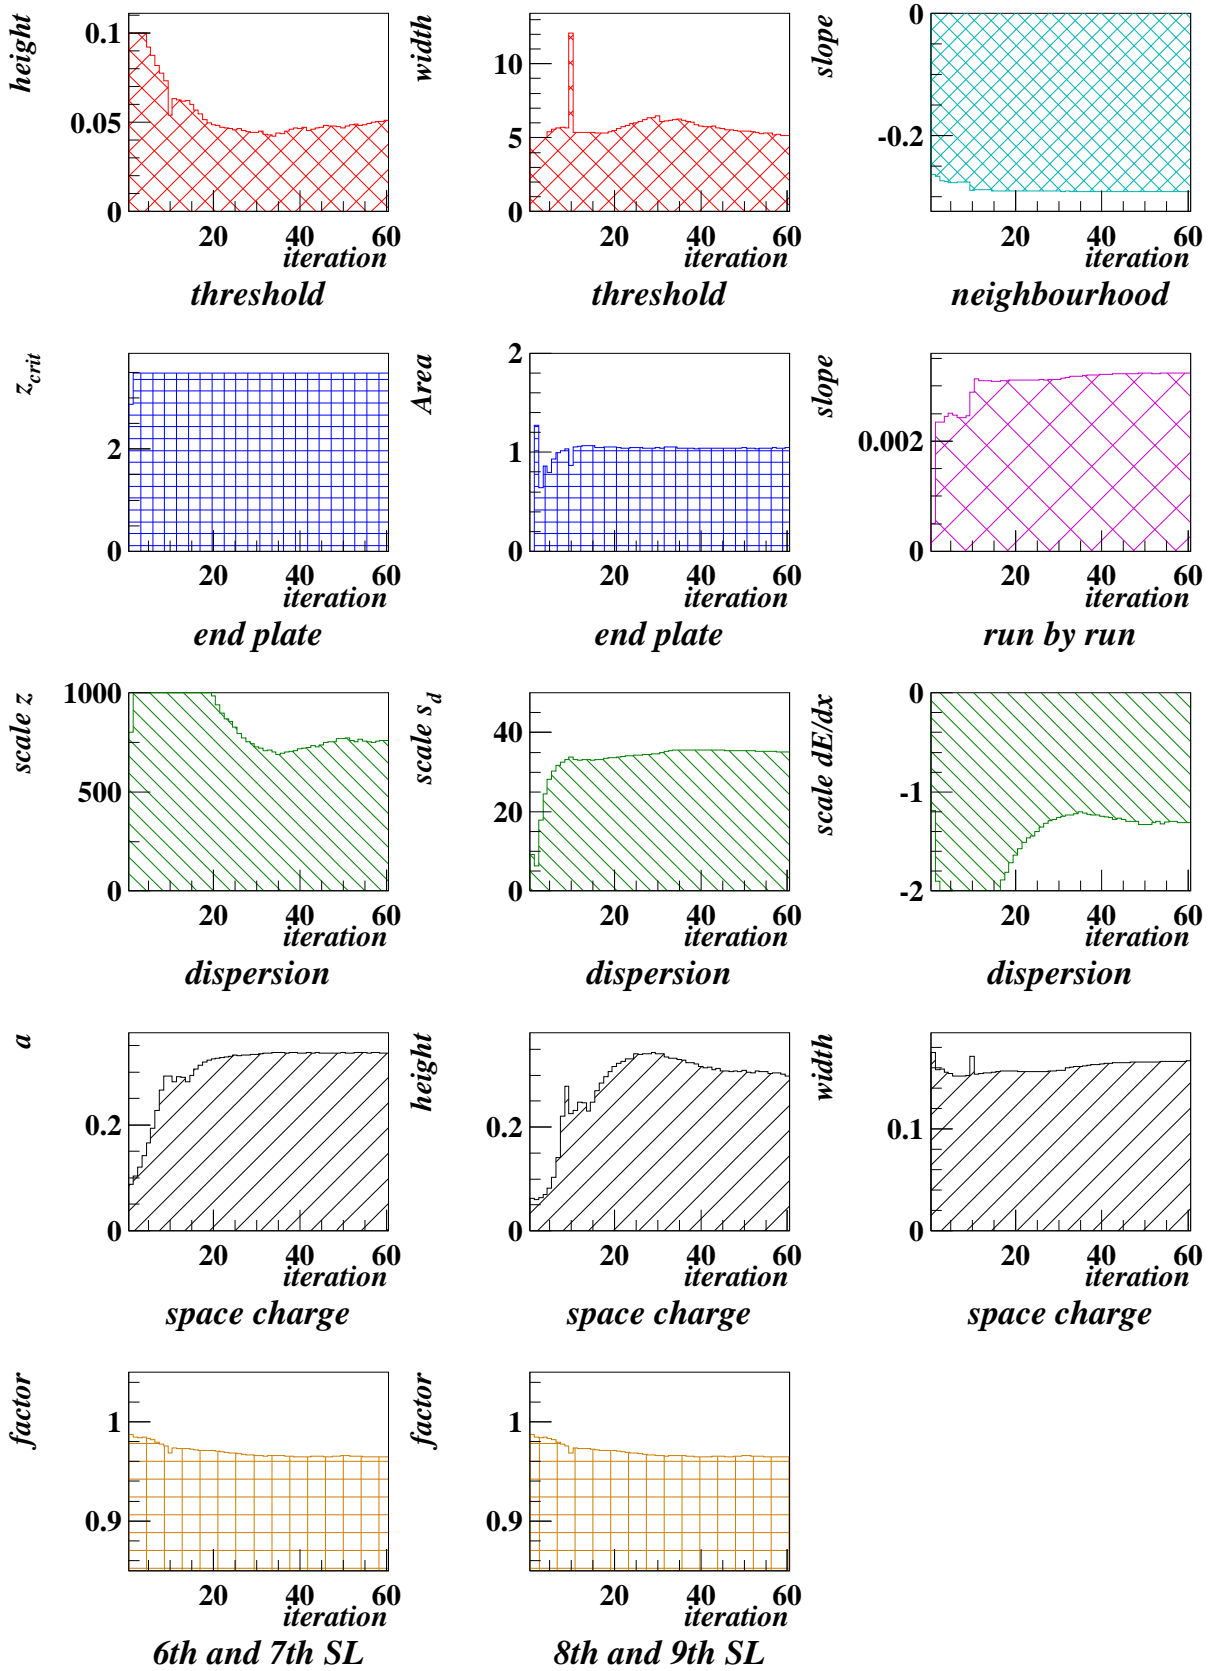 height
0.1
0.05
0
20 40 60
iteration
threshold
width
10
5
0
20 40 60
iteration
threshold
slope
0
-0.2
20 40 60
iteration
neighbourhood
z_crit
2
0
20 40 60
iteration
end plate
Area
2
1
0
20 40 60
iteration
end plate
slope
0.002
0
20 40 60
iteration
run by run
scale z
1000
500
0
20 40 60
iteration
dispersion
scale s_d
40
20
0
20 40 60
iteration
dispersion
scale dE/dx
0
-1
-2
20 40 60
iteration
dispersion
a
0.2
0
20 40 60
iteration
space charge
height
0.2
0
20 40 60
iteration
space charge
width
0.1
0
20 40 60
iteration
space charge
factor
1
0.9
20 40 60
iteration
6th and 7th SL
factor
1
0.9
20 40 60
iteration
8th and 9th SL